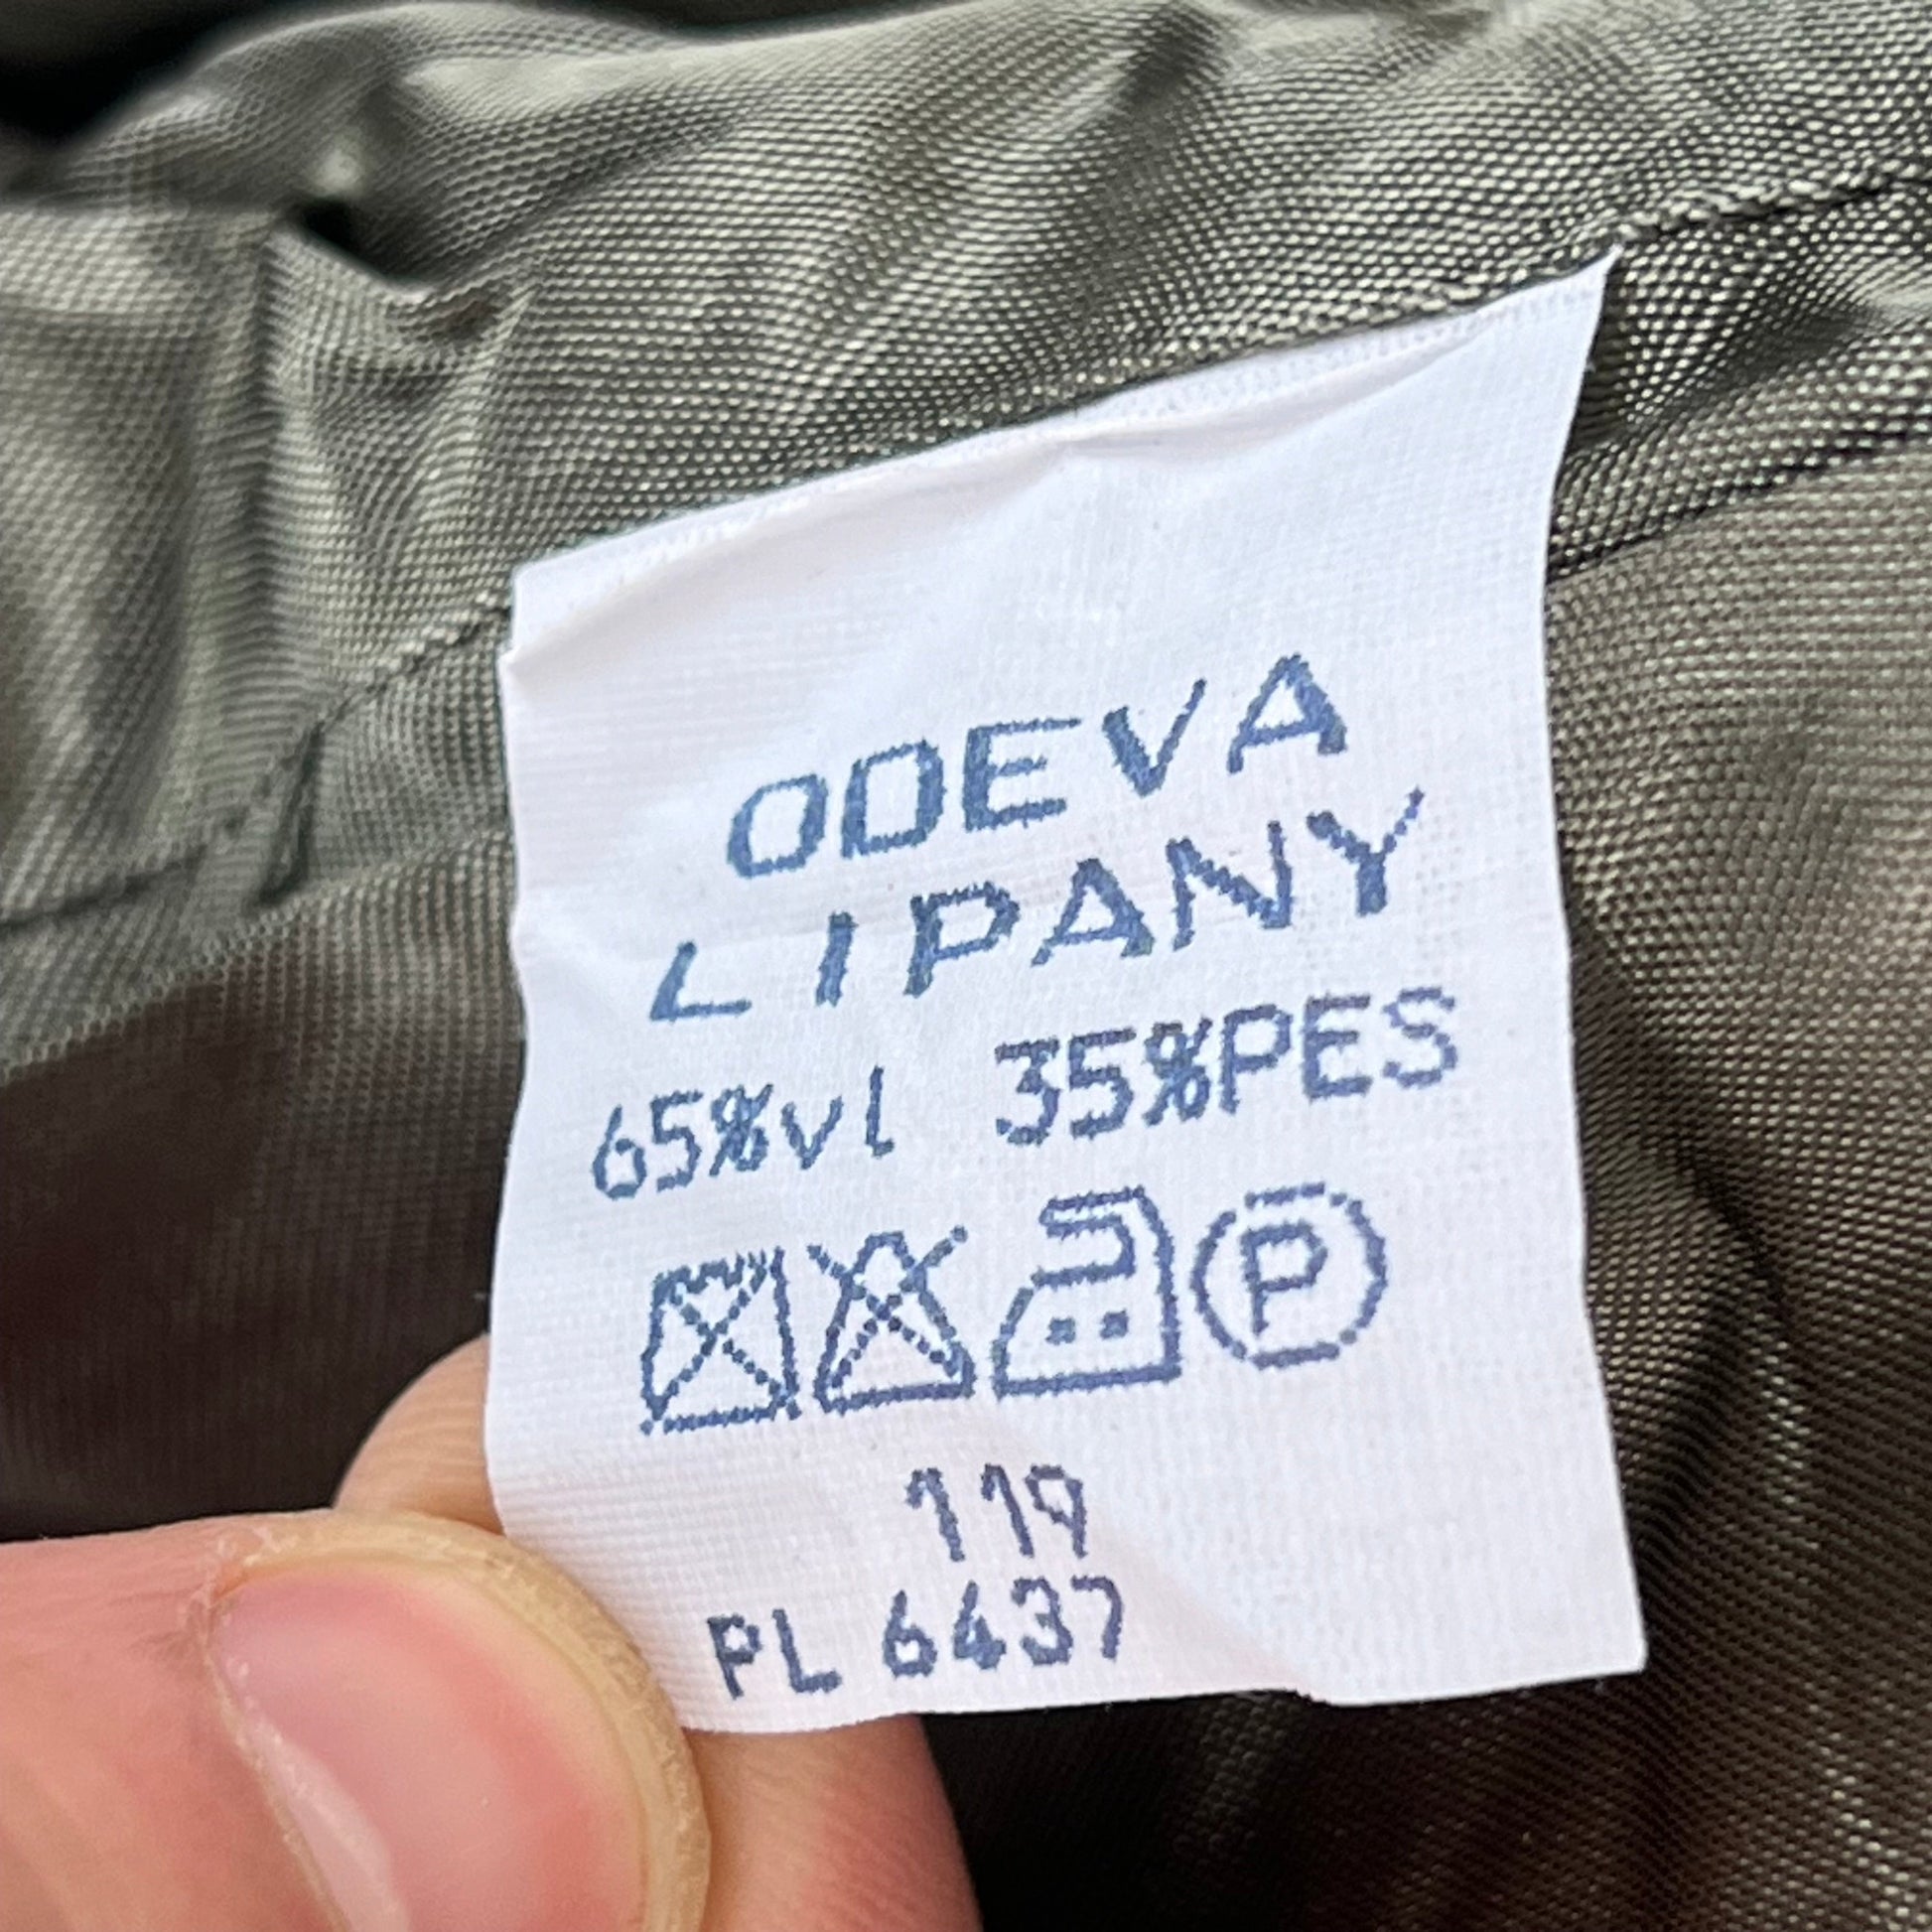 ODEVA
LIPANY
65%vl 35%PES
P
119
PL 6437